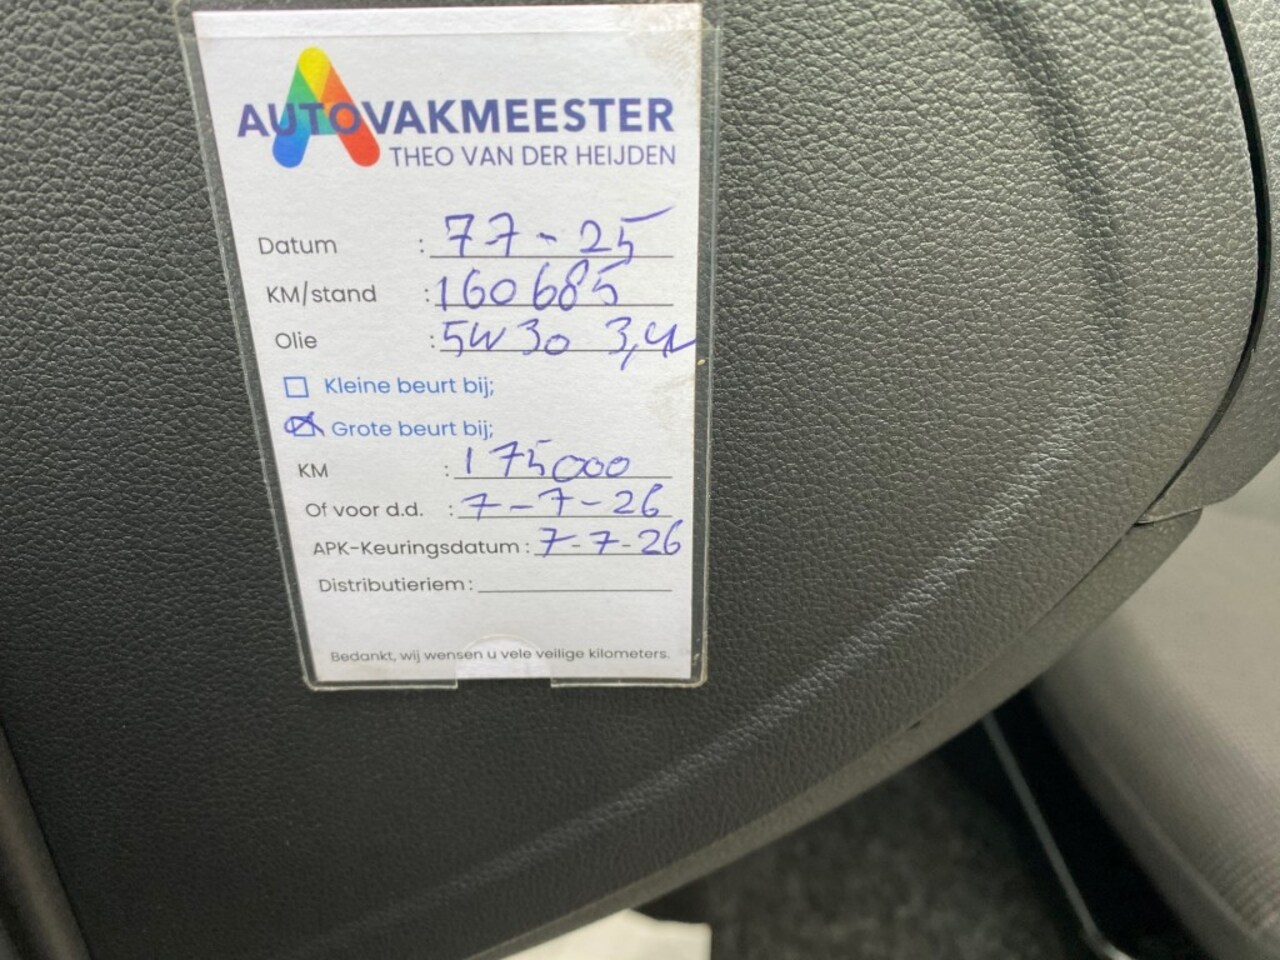 AUTOVAKMEESTER
THEO VAN DER HEIJDEN
Datum : 77-25
KM/stand : 160685
Olie : 5W30 3,4
Kleine beurt bij;
Grote beurt bij;
KM : 175000
Of voor d.d. : 7-7-26
APK-Keuringsdatum : 7-7-26
Distributieriem :
Bedankt, wij wensen u vele veilige kilometers.